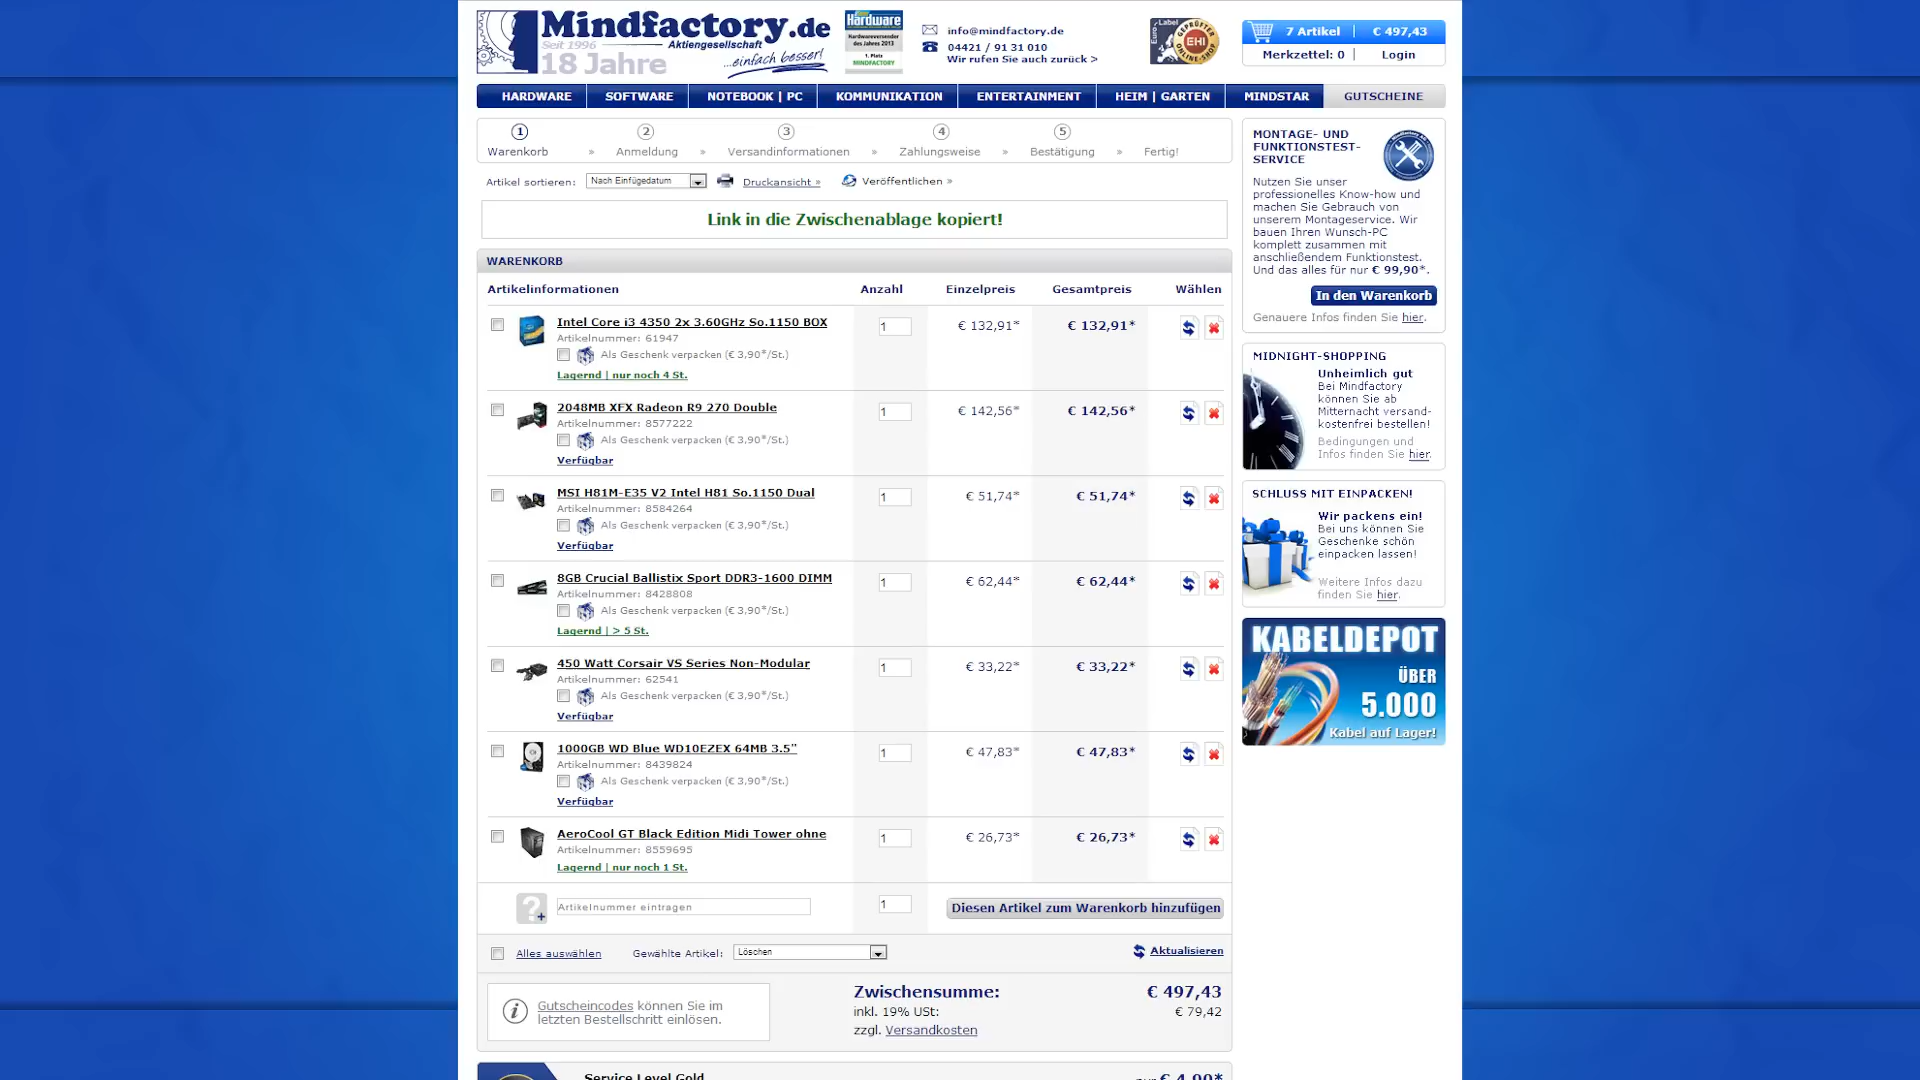 Mindfactory.de
Seit 1996
Aktiengesellschaft
18 Jahre
...einfach besser!
Hardware
Hardwareversender
des Jahres 2013
1. Platz
MINDFACTORY
info@mindfactory.de
04421 / 91 31 010
Wir rufen Sie auch zurück >
Euro-Label
GEPRÜFTER
EHI
ONLINE-SHOP
7 Artikel | € 497,43
Merkzettel: 0 | Login
HARDWARE SOFTWARE NOTEBOOK | PC KOMMUNIKATION ENTERTAINMENT HEIM | GARTEN MINDSTAR GUTSCHEINE
1 2 3 4 5
Warenkorb » Anmeldung » Versandinformationen » Zahlungsweise » Bestätigung » Fertig!
Artikel sortieren: Nach Einfügedatum Druckansicht » Veröffentlichen »
Link in die Zwischenablage kopiert!
WARENKORB
Artikelinformationen Anzahl Einzelpreis Gesamtpreis Wählen
Intel Core i3 4350 2x 3.60GHz So.1150 BOX 1 € 132,91* € 132,91*
Artikelnummer: 61947
Als Geschenk verpacken (€ 3,90*/St.)
Lagernd | nur noch 4 St.
2048MB XFX Radeon R9 270 Double 1 € 142,56* € 142,56*
Artikelnummer: 8577222
Als Geschenk verpacken (€ 3,90*/St.)
Verfügbar
MSI H81M-E35 V2 Intel H81 So.1150 Dual 1 € 51,74* € 51,74*
Artikelnummer: 8584264
Als Geschenk verpacken (€ 3,90*/St.)
Verfügbar
8GB Crucial Ballistix Sport DDR3-1600 DIMM 1 € 62,44* € 62,44*
Artikelnummer: 8428808
Als Geschenk verpacken (€ 3,90*/St.)
Lagernd | > 5 St.
450 Watt Corsair VS Series Non-Modular 1 € 33,22* € 33,22*
Artikelnummer: 62541
Als Geschenk verpacken (€ 3,90*/St.)
Verfügbar
1000GB WD Blue WD10EZEX 64MB 3.5" 1 € 47,83* € 47,83*
Artikelnummer: 8439824
Als Geschenk verpacken (€ 3,90*/St.)
Verfügbar
AeroCool GT Black Edition Midi Tower ohne 1 € 26,73* € 26,73*
Artikelnummer: 8559695
Lagernd | nur noch 1 St.
Artikelnummer eintragen 1 Diesen Artikel zum Warenkorb hinzufügen
Alles auswählen Gewählte Artikel: Löschen Aktualisieren
Gutscheincodes können Sie im
letzten Bestellschritt einlösen.
Zwischensumme: € 497,43
inkl. 19% USt: € 79,42
zzgl. Versandkosten
Service Level Gold nur € 4,90*
MONTAGE- UND
FUNKTIONSTEST-
SERVICE
Nutzen Sie unser
professionelles Know-how und
machen Sie Gebrauch von
unserem Montageservice. Wir
bauen Ihren Wunsch-PC
komplett zusammen mit
anschließendem Funktionstest.
Und das alles für nur € 99,90*.
In den Warenkorb
Genauere Infos finden Sie hier.
MIDNIGHT-SHOPPING
Unheimlich gut
Bei Mindfactory
können Sie ab
Mitternacht versand-
kostenfrei bestellen!
Bedingungen und
Infos finden Sie hier.
SCHLUSS MIT EINPACKEN!
Wir packens ein!
Bei uns können Sie
Geschenke schön
einpacken lassen!
Weitere Infos dazu
finden Sie hier.
KABELDEPOT
ÜBER
5.000
Kabel auf Lager!